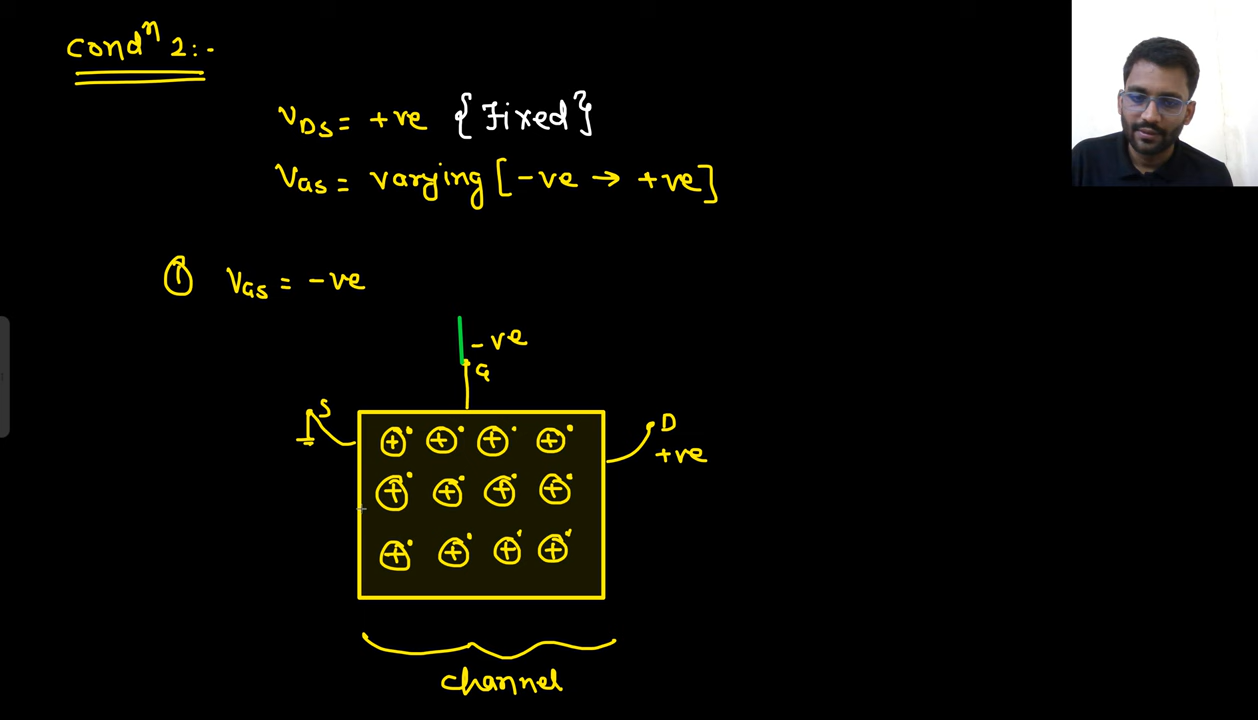 Condⁿ 2:-
V_DS = +ve {Fixed}
V_GS = varying [-ve → +ve]
① V_GS = -ve
-ve
G
S
D
+ve
+ + + +
+ + + +
+ + + +
channel